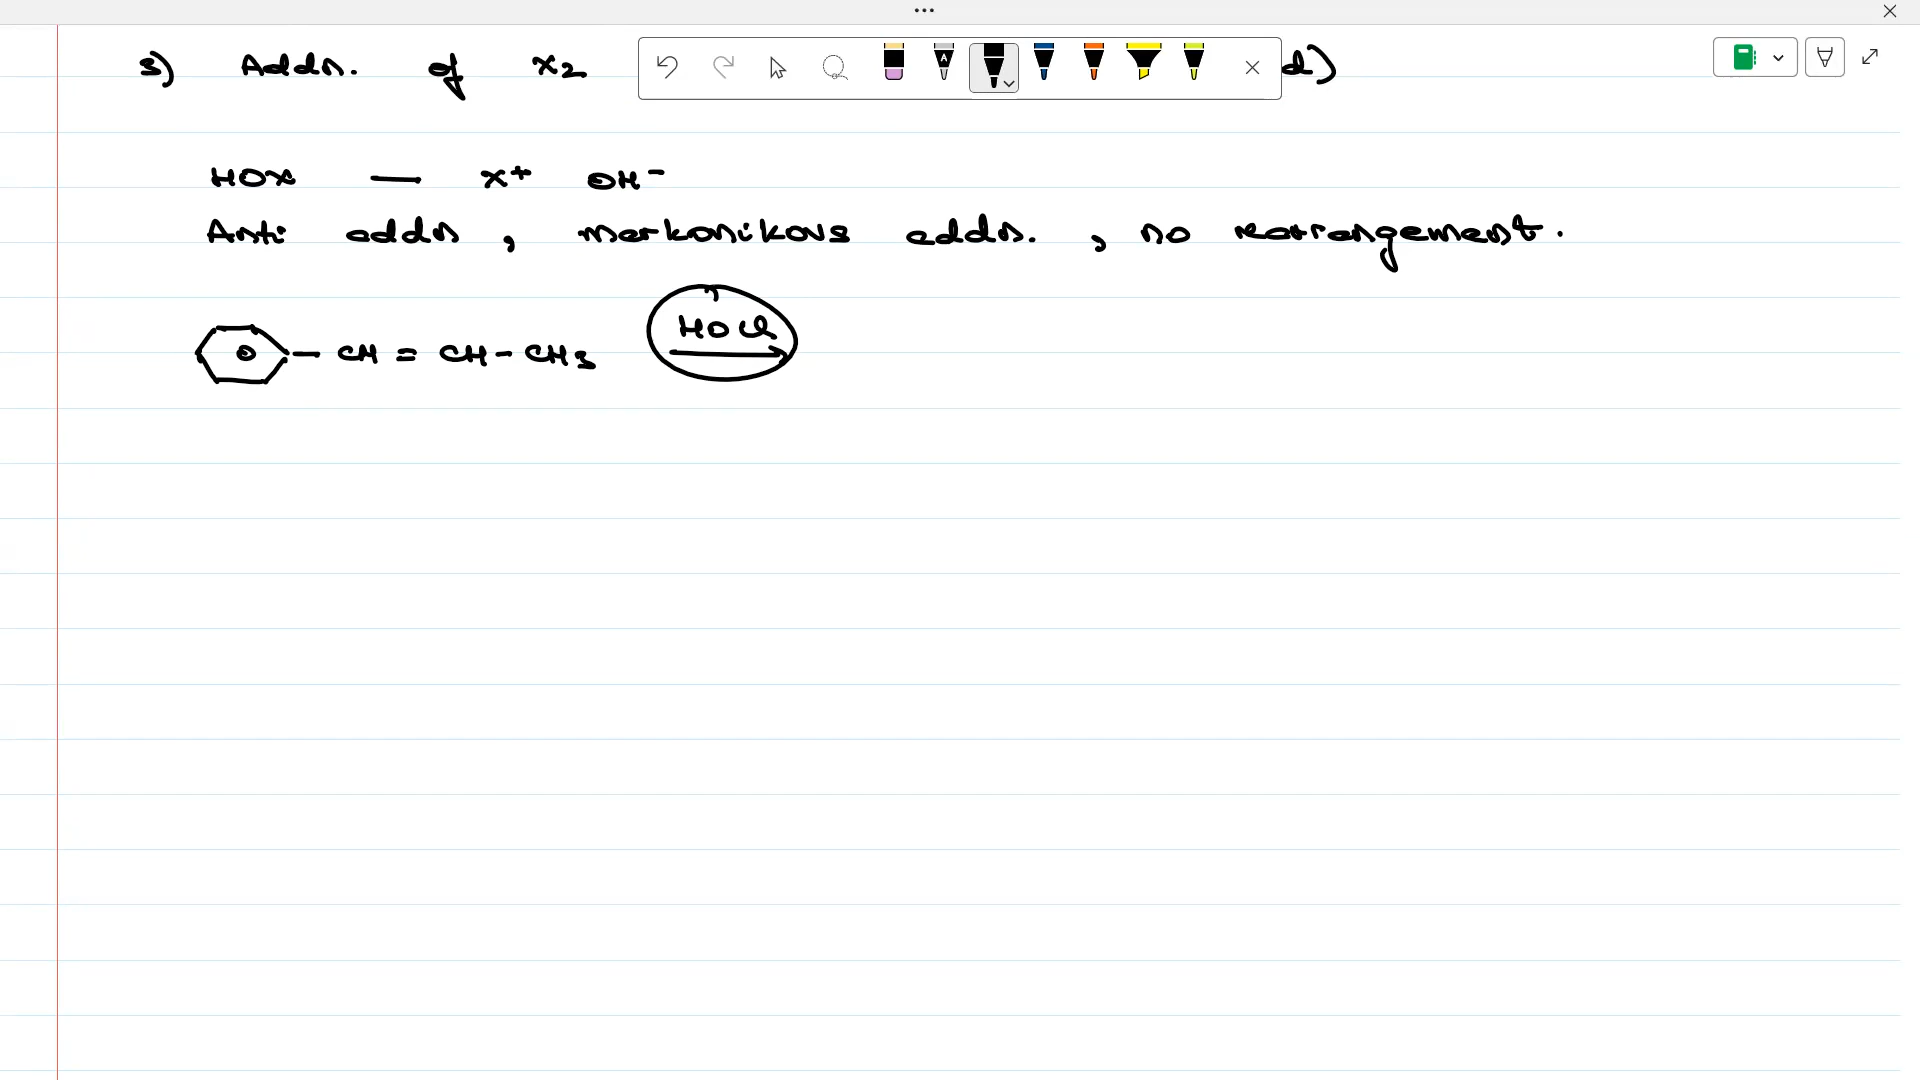 3) Addn. of X2 d)
HOX — X+ OH-
Anti addn , markonikovs addn. , no rearrangement.
— CH = CH - CH3 HOCl